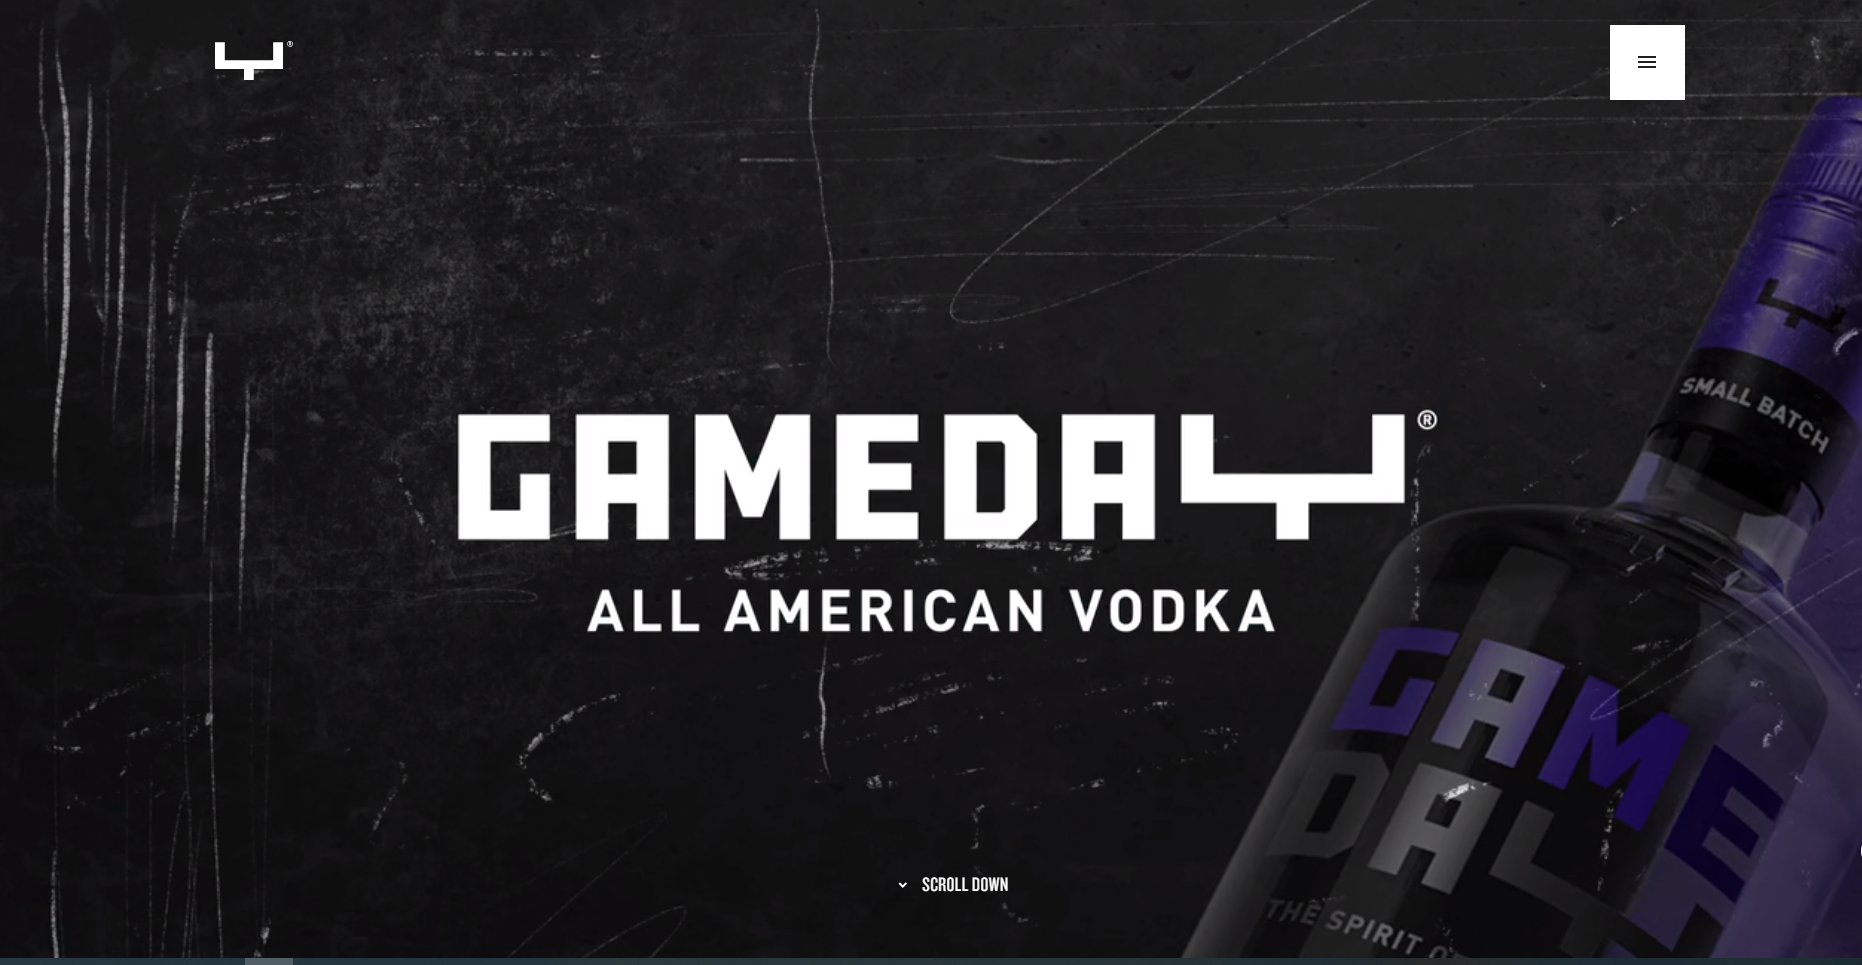 ®
GAMEDAY®
ALL AMERICAN VODKA
SMALL BATCH
GAME
DAY
THE SPIRIT
SCROLL DOWN